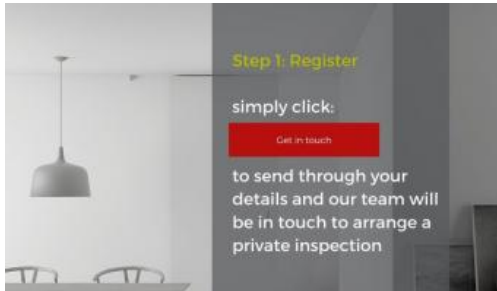 Step 1: Register
simply click:
Get in touch
to send through your
details and our team will
be in touch to arrange a
private inspection